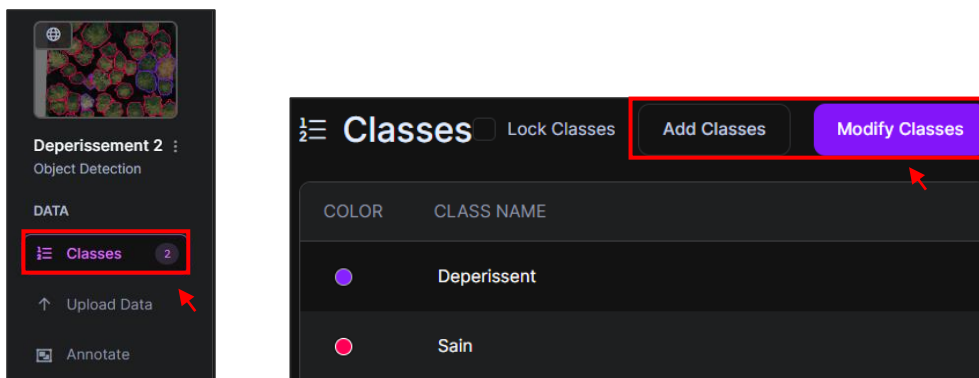 Deperissement 2
Object Detection
DATA
Classes 2
Upload Data
Annotate
Classes Lock Classes Add Classes Modify Classes
COLOR CLASS NAME
Deperissent
Sain